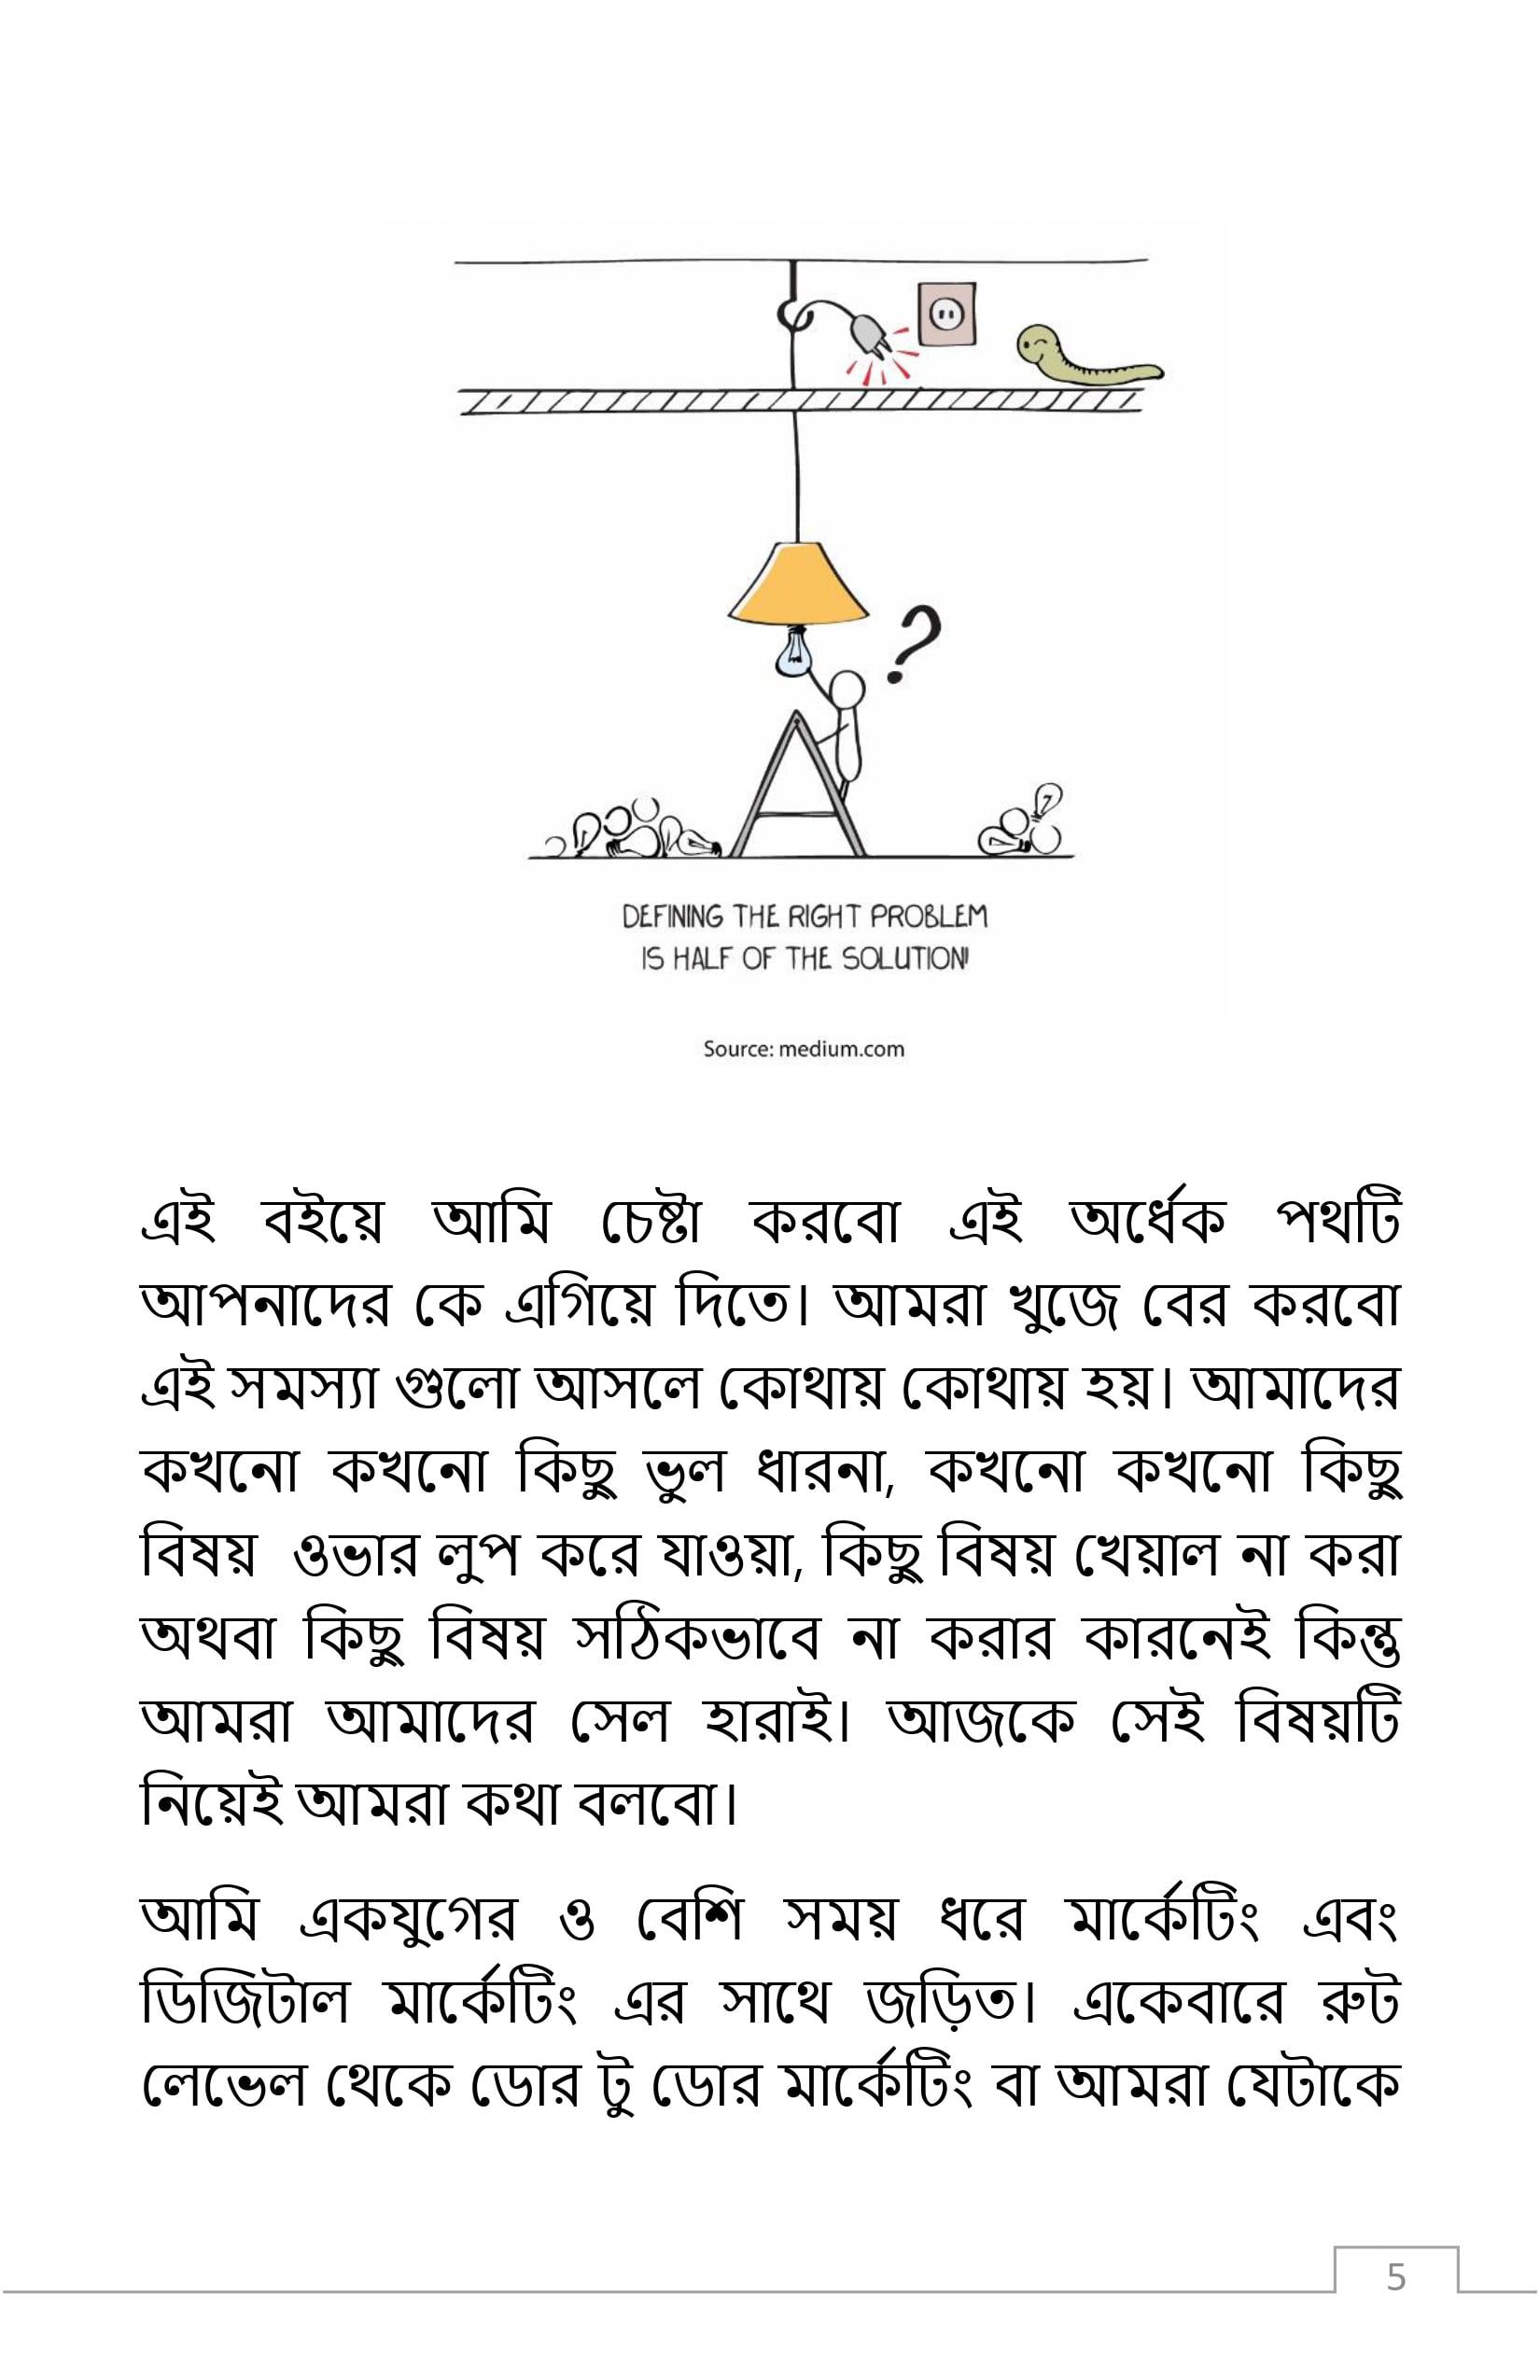 DEFINING THE RIGHT PROBLEM
IS HALF OF THE SOLUTION!
Source: medium.com
এই বইয়ে আমি চেষ্টা করবো এই অর্ধেক পথটি
আপনাদের কে এগিয়ে দিতে। আমরা খুজে বের করবো
এই সমস্যা গুলো আসলে কোথায় কোথায় হয়। আমাদের
কখনো কখনো কিছু ভুল ধারনা, কখনো কখনো কিছু
বিষয় ওভার লুপ করে যাওয়া, কিছু বিষয় খেয়াল না করা
অথবা কিছু বিষয় সঠিকভাবে না করার কারনেই কিন্তু
আমরা আমাদের সেল হারাই। আজকে সেই বিষয়টি
নিয়েই আমরা কথা বলবো।
আমি একযুগের ও বেশি সময় ধরে মার্কেটিং এবং
ডিজিটাল মার্কেটিং এর সাথে জড়িত। একেবারে রুট
লেভেল থেকে ডোর টু ডোর মার্কেটিং বা আমরা যেটাকে
5